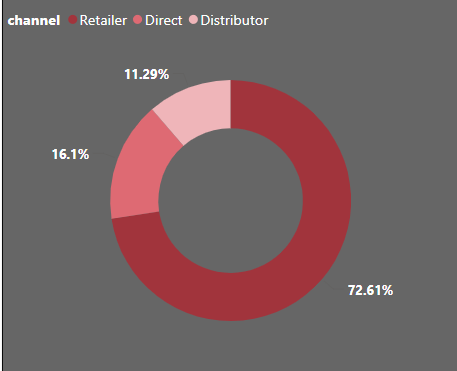 channel Retailer Direct Distributor
11.29%
16.1%
72.61%